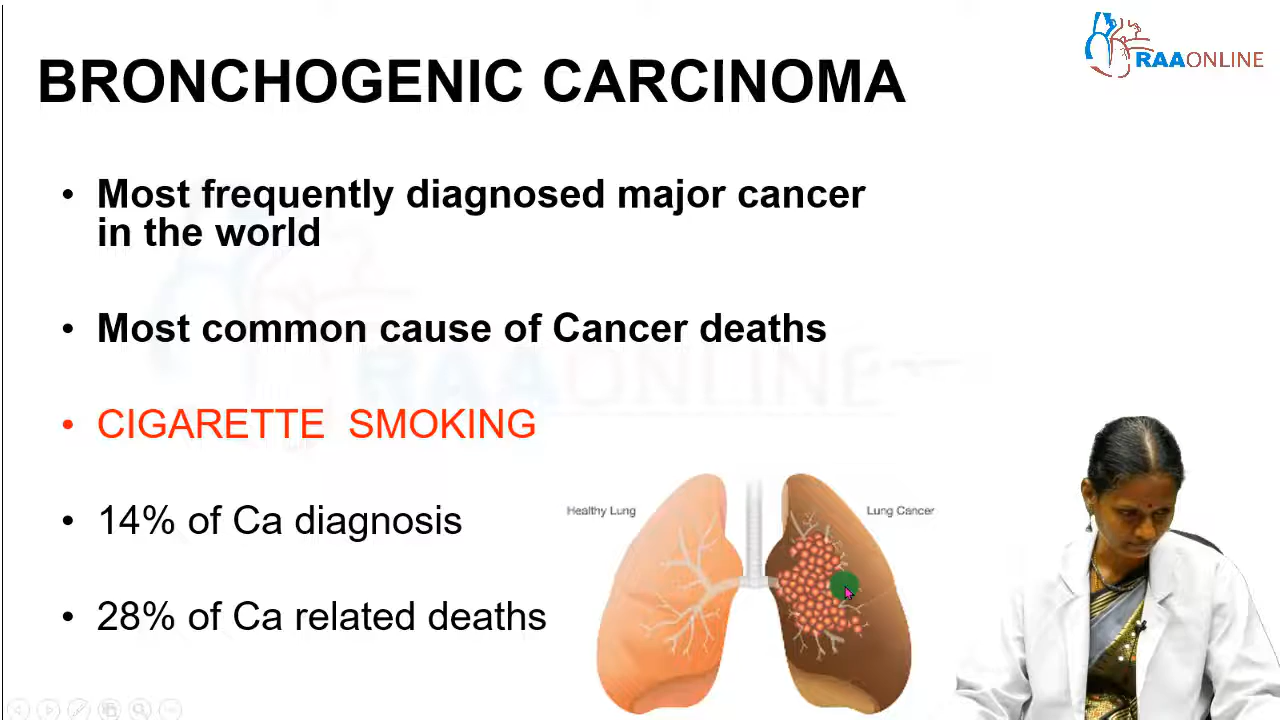 RAAONLINE
BRONCHOGENIC CARCINOMA
• Most frequently diagnosed major cancer
in the world
• Most common cause of Cancer deaths
RAAONLINE
• CIGARETTE SMOKING
• 14% of Ca diagnosis
Healthy Lung
Lung Cancer
• 28% of Ca related deaths